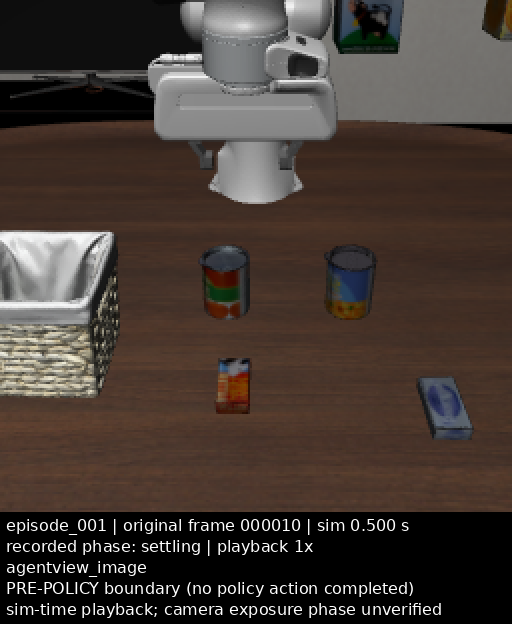 episode_001 | original frame 000010 | sim 0.500 s
recorded phase: settling | playback 1x
agentview_image
PRE-POLICY boundary (no policy action completed)
sim-time playback; camera exposure phase unverified